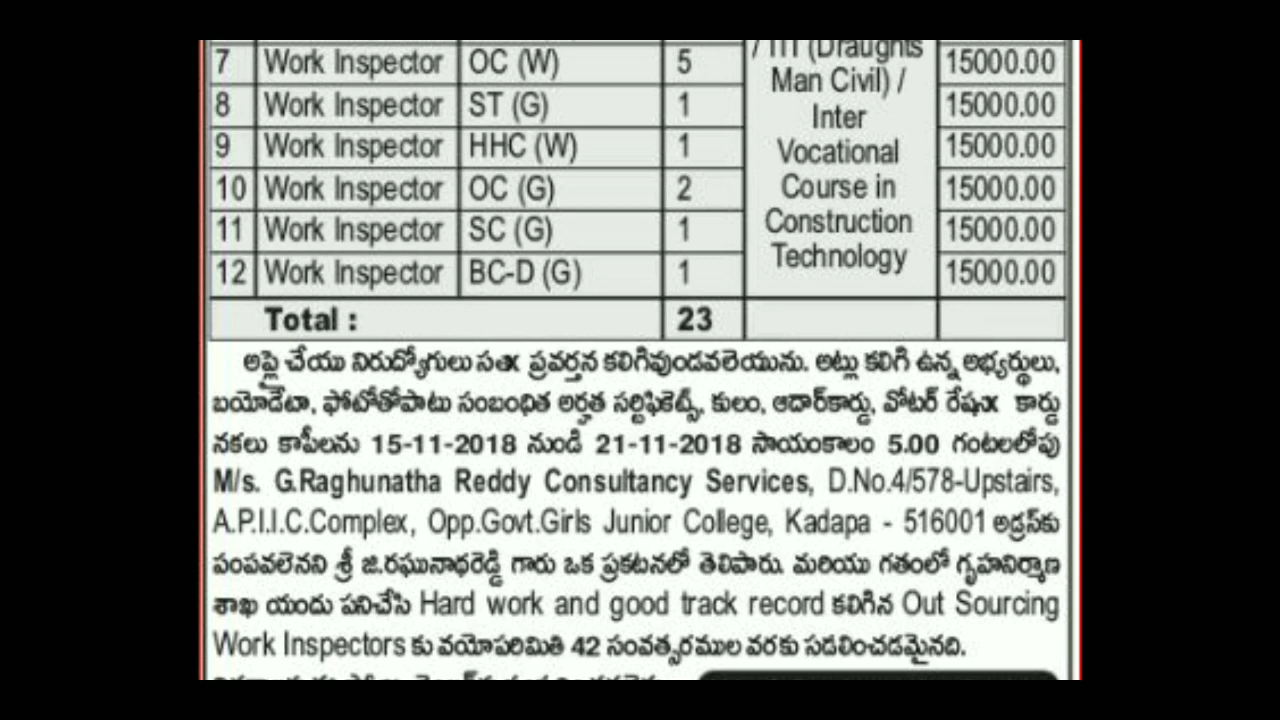 / ITI (Draughts
7 Work Inspector OC (W) 5 15000.00
Man Civil) /
8 Work Inspector ST (G) 1 15000.00
Inter
9 Work Inspector HHC (W) 1 15000.00
Vocational
10 Work Inspector OC (G) 2 15000.00
Course in
11 Work Inspector SC (G) 1 15000.00
Construction
12 Work Inspector BC-D (G) 1 15000.00
Technology
Total : 23
అప్లై చేయు నిరుద్యోగులు సతx ప్రవర్తన కలిగివుండవలెయును. అట్లు కలిగి ఉన్న అభ్యర్థులు,
బయోడేటా, ఫోటోతోపాటు సంబంధిత అర్హత సర్టిఫికెట్స్, కులం, ఆదార్‌కార్డు, వోటర్ రేషxన కార్డు
నకలు కాపీలను 15-11-2018 నుండి 21-11-2018 సాయంకాలం 5.00 గంటలలోపు
M/s. G.Raghunatha Reddy Consultancy Services, D.No.4/578-Upstairs,
A.P.I.I.C.Complex, Opp.Govt.Girls Junior College, Kadapa - 516001 అడ్రస్‌కు
పంపవలెనని శ్రీ జి.రఘునాధరెడ్డి గారు ఒక ప్రకటనలో తెలిపారు. మరియు గతంలో గృహనిర్మాణ
శాఖ యందు పనిచేసి Hard work and good track record కలిగిన Out Sourcing
Work Inspectors కు వయోపరిమితి 42 సంవత్సరముల వరకు సడలించడమైనది.